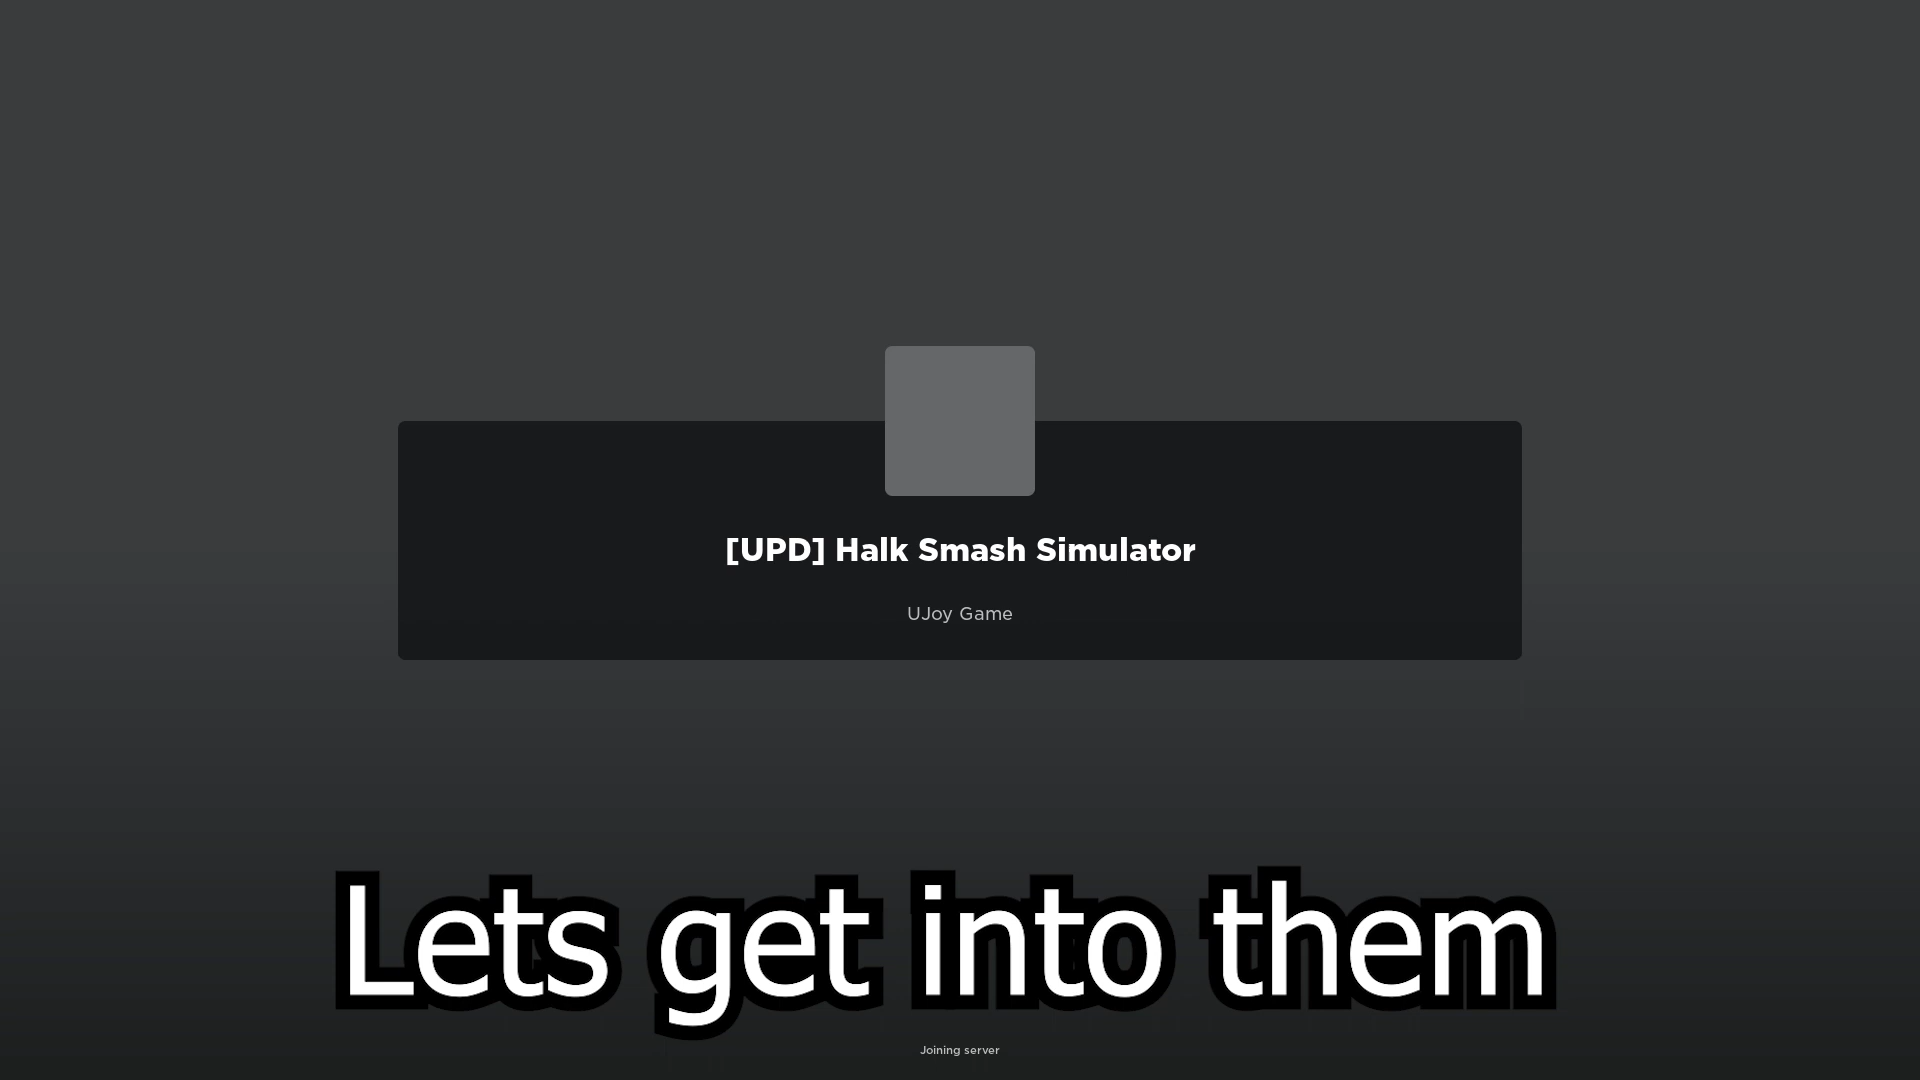 [UPD] Halk Smash Simulator
UJoy Game
Lets get into them
Joining server